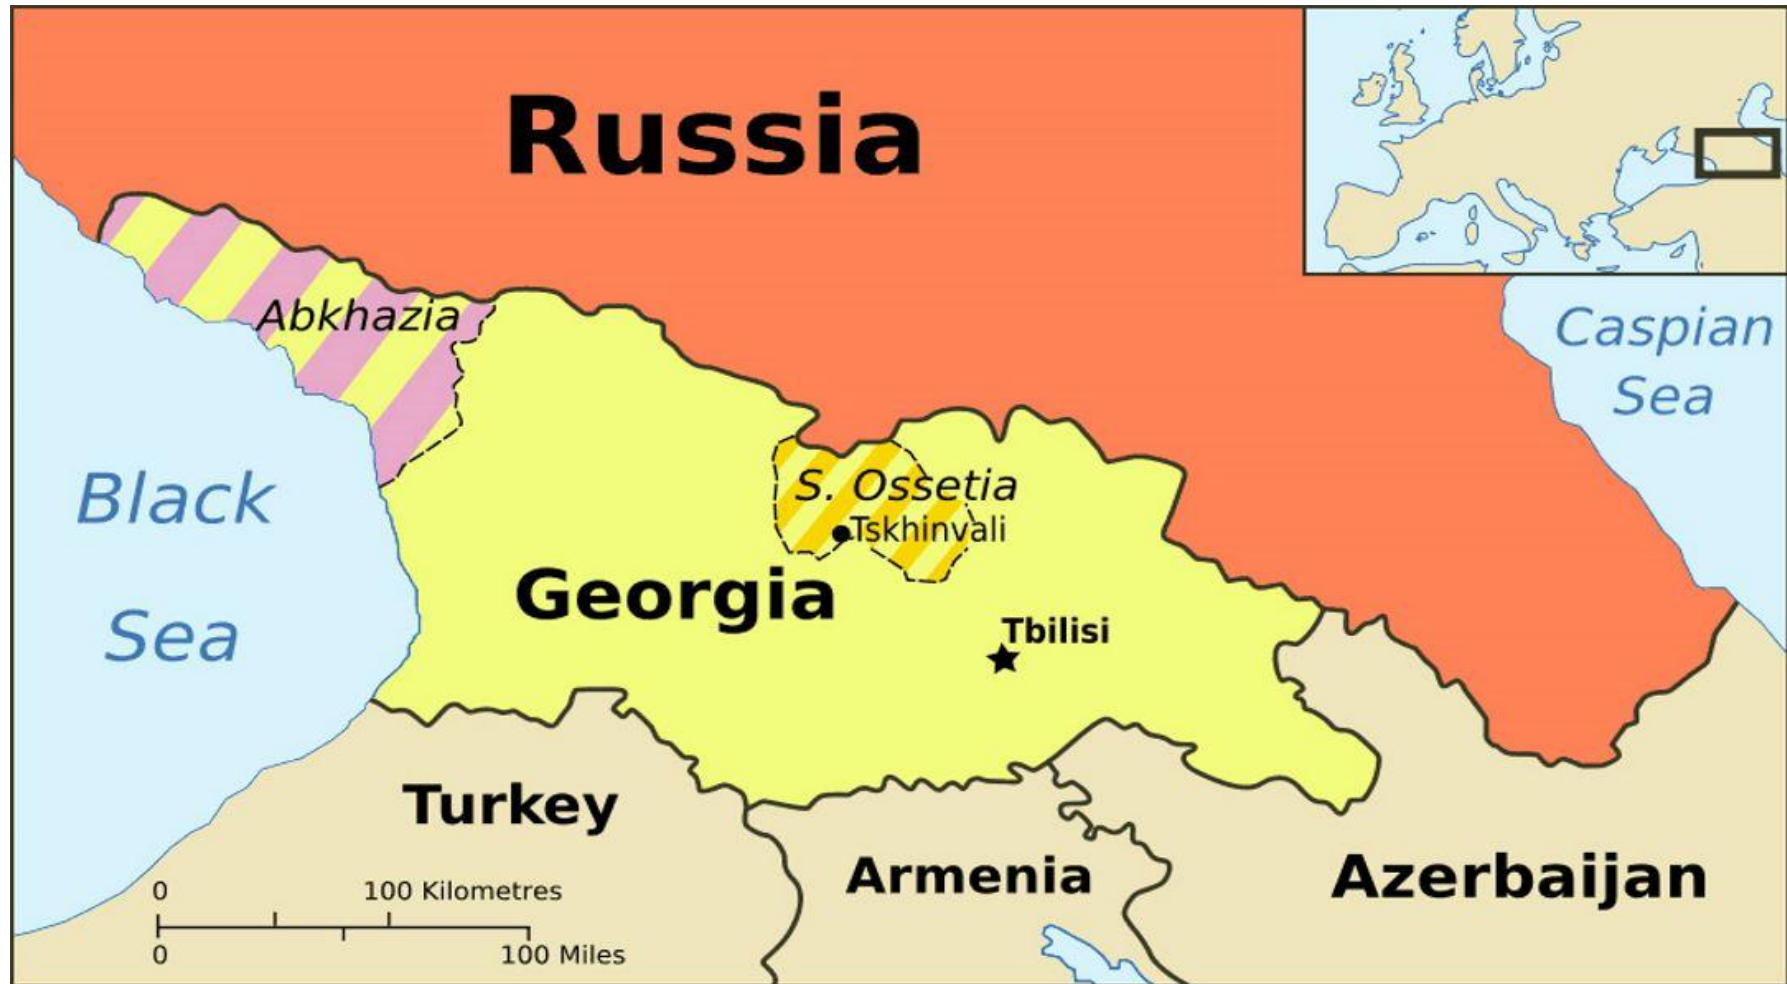 Russia
Abkhazia
Caspian
Sea
Black
Sea
S. Ossetia
Tskhinvali
Georgia
Tbilisi
Turkey
Armenia
Azerbaijan
0 100 Kilometres
0 100 Miles